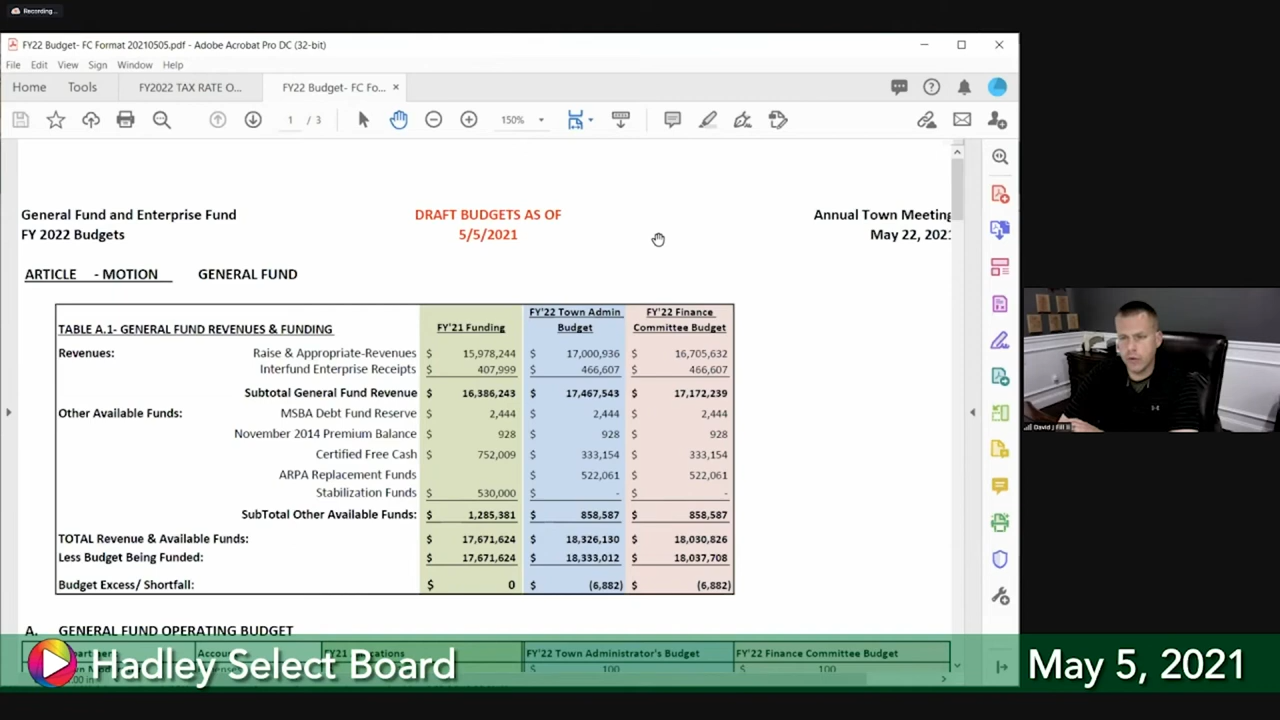 Recording...
FY22 Budget- FC Format 20210505.pdf - Adobe Acrobat Pro DC (32-bit)
File Edit View Sign Window Help
Home Tools FY2022 TAX RATE O... FY22 Budget- FC Fo... ×
1 / 3 150%
General Fund and Enterprise Fund DRAFT BUDGETS AS OF Annual Town Meeting
FY 2022 Budgets 5/5/2021 May 22, 2021
ARTICLE - MOTION GENERAL FUND
TABLE A.1- GENERAL FUND REVENUES & FUNDING FY'21 Funding FY'22 Town Admin Budget FY'22 Finance Committee Budget
Revenues: Raise & Appropriate-Revenues $ 15,978,244 $ 17,000,936 $ 16,705,632
Interfund Enterprise Receipts $ 407,999 $ 466,607 $ 466,607
Subtotal General Fund Revenue $ 16,386,243 $ 17,467,543 $ 17,172,239
Other Available Funds: MSBA Debt Fund Reserve $ 2,444 $ 2,444 $ 2,444
November 2014 Premium Balance $ 928 $ 928 $ 928
Certified Free Cash $ 752,009 $ 333,154 $ 333,154
ARPA Replacement Funds $ 522,061 $ 522,061
Stabilization Funds $ 530,000 $ - $ -
SubTotal Other Available Funds: $ 1,285,381 $ 858,587 $ 858,587
TOTAL Revenue & Available Funds: $ 17,671,624 $ 18,326,130 $ 18,030,826
Less Budget Being Funded: $ 17,671,624 $ 18,333,012 $ 18,037,708
Budget Excess/ Shortfall: $ 0 $ (6,882) $ (6,882)
A. GENERAL FUND OPERATING BUDGET
FY'22 Town Administrator's Budget FY'22 Finance Committee Budget
$ 100 $ 100
David J Fill II
Hadley Select Board
May 5, 2021